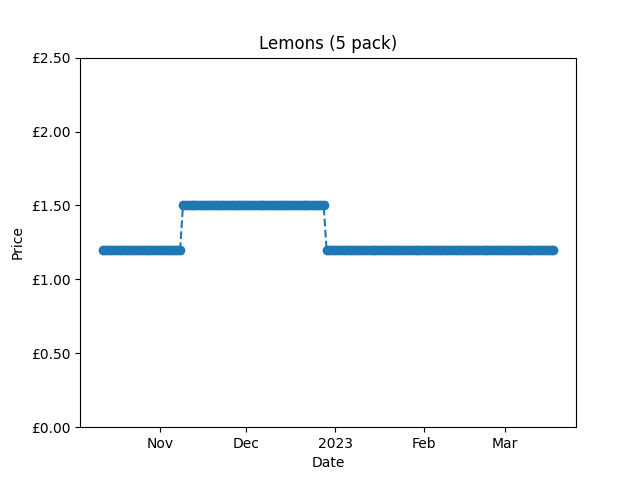 Lemons (5 pack)
£2.50
£2.00
£1.50
£1.00
£0.50
£0.00
Price
Nov Dec 2023 Feb Mar
Date